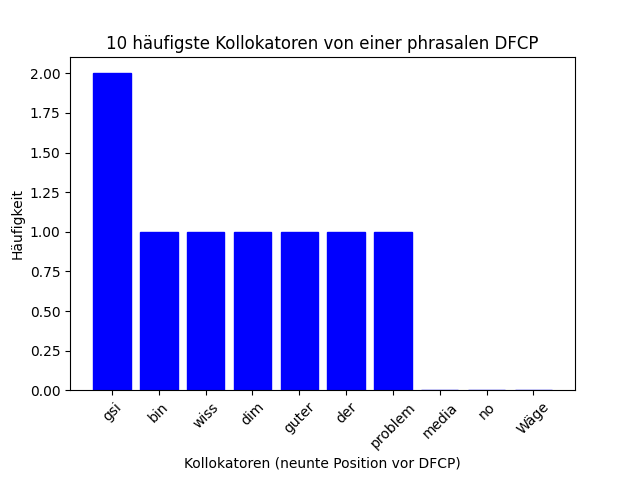 10 häufigste Kollokatoren von einer phrasalen DFCP
Häufigkeit
2.00
1.75
1.50
1.25
1.00
0.75
0.50
0.25
0.00
gsi bin wiss dim guter der problem media no Wäge
Kollokatoren (neunte Position vor DFCP)